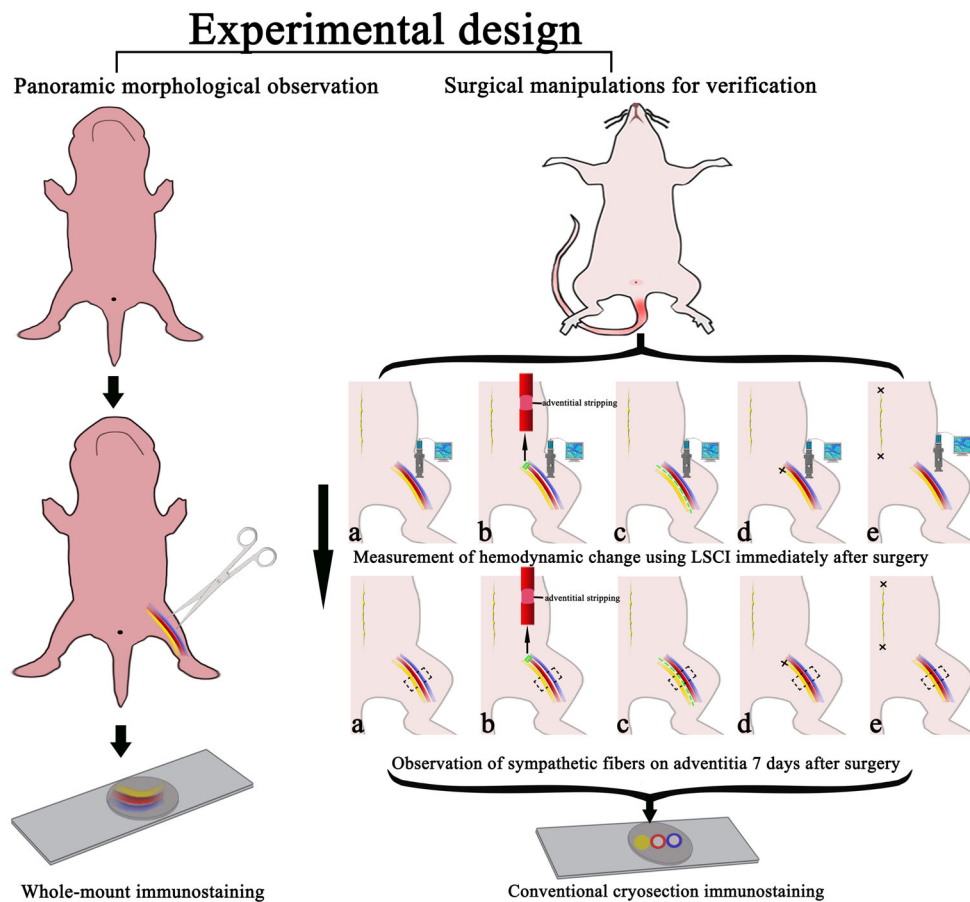 Experimental design
Panoramic morphological observation
Surgical manipulations for verification
adventitial stripping
a b c d e
Measurement of hemodynamic change using LSCI immediately after surgery
adventitial stripping
a b c d e
Observation of sympathetic fibers on adventitia 7 days after surgery
Whole-mount immunostaining
Conventional cryosection immunostaining